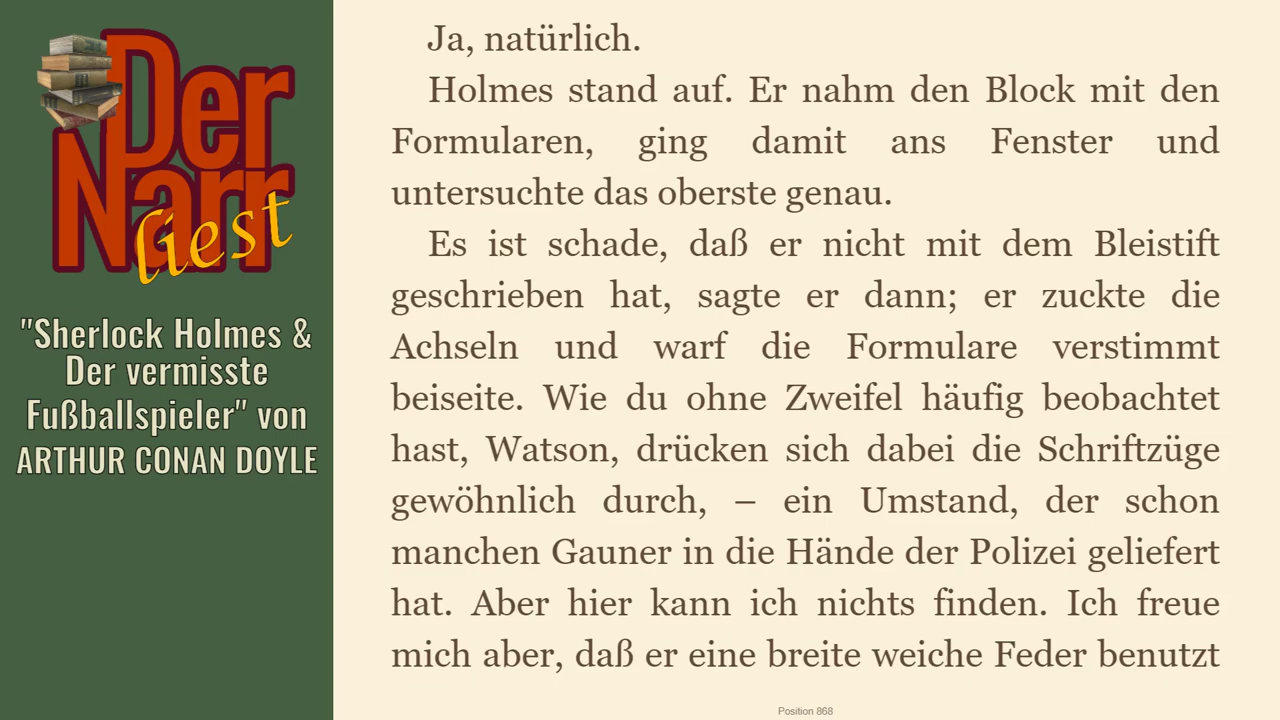 Der
Narr
liest
"Sherlock Holmes &
Der vermisste
Fußballspieler" von
ARTHUR CONAN DOYLE
Ja, natürlich.
Holmes stand auf. Er nahm den Block mit den
Formularen, ging damit ans Fenster und
untersuchte das oberste genau.
Es ist schade, daß er nicht mit dem Bleistift
geschrieben hat, sagte er dann; er zuckte die
Achseln und warf die Formulare verstimmt
beiseite. Wie du ohne Zweifel häufig beobachtet
hast, Watson, drücken sich dabei die Schriftzüge
gewöhnlich durch, – ein Umstand, der schon
manchen Gauner in die Hände der Polizei geliefert
hat. Aber hier kann ich nichts finden. Ich freue
mich aber, daß er eine breite weiche Feder benutzt
Position 868